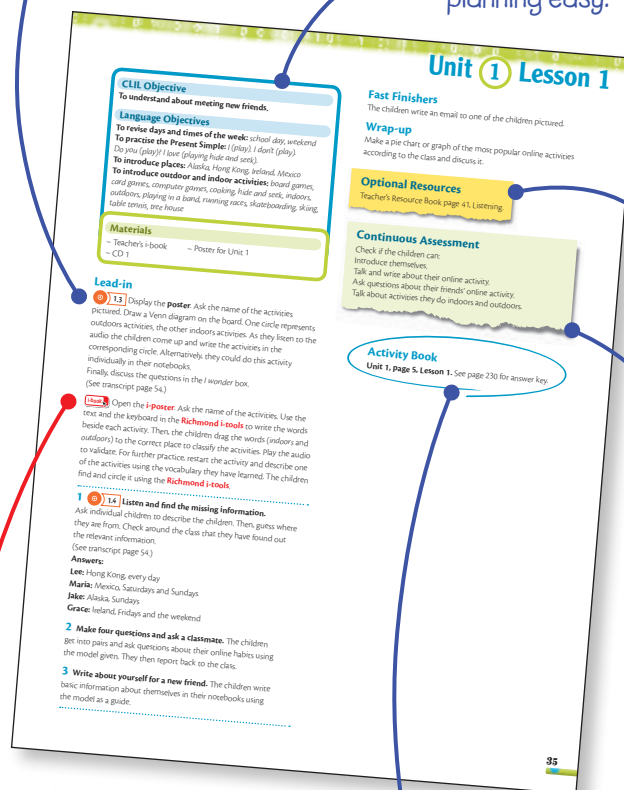 planning easy.
Unit 1 Lesson 1
CLIL Objective
To understand about meeting new friends.
Language Objectives
To revise days and times of the week: school day, weekend
To practise the Present Simple: I (play). I don't (play).
Do you (play)? I love (playing hide and seek).
To introduce places: Alaska, Hong Kong, Ireland, Mexico
To introduce outdoor and indoor activities: board games,
card games, computer games, cooking, hide and seek, indoors,
outdoors, playing in a band, running races, skateboarding, skiing,
table tennis, tree house
Materials
– Teacher's i-book – Poster for Unit 1
– CD 1
Lead-in
1.3 Display the poster. Ask the name of the activities
pictured. Draw a Venn diagram on the board. One circle represents
outdoors activities, the other indoors activities. As they listen to the
audio the children come up and write the activities in the
corresponding circle. Alternatively, they could do this activity
individually in their notebooks.
Finally, discuss the questions in the I wonder box.
(See transcript page 54.)
i-book Open the i-poster. Ask the name of the activities. Use the
text and the keyboard in the Richmond i-tools to write the words
beside each activity. Then, the children drag the words (indoors and
outdoors) to the correct place to classify the activities. Play the audio
to validate. For further practice, restart the activity and describe one
of the activities using the vocabulary they have learned. The children
find and circle it using the Richmond i-tools.
1 1.4 Listen and find the missing information.
Ask individual children to describe the children. Then, guess where
they are from. Check around the class that they have found out
the relevant information.
(See transcript page 54.)
Answers:
Lee: Hong Kong, every day
Maria: Mexico, Saturdays and Sundays
Jake: Alaska, Sundays
Grace: Ireland, Fridays and the weekend
2 Make four questions and ask a classmate. The children
get into pairs and ask questions about their online habits using
the model given. They then report back to the class.
3 Write about yourself for a new friend. The children write
basic information about themselves in their notebooks using
the model as a guide.
Fast Finishers
The children write an email to one of the children pictured.
Wrap-up
Make a pie chart or graph of the most popular online activities
according to the class and discuss it.
Optional Resources
Teacher's Resource Book page 41, Listening.
Continuous Assessment
Check if the children can:
Introduce themselves.
Talk and write about their online activity.
Ask questions about their friends' online activity.
Talk about activities they do indoors and outdoors.
Activity Book
Unit 1, page 5, Lesson 1. See page 230 for answer key.
35